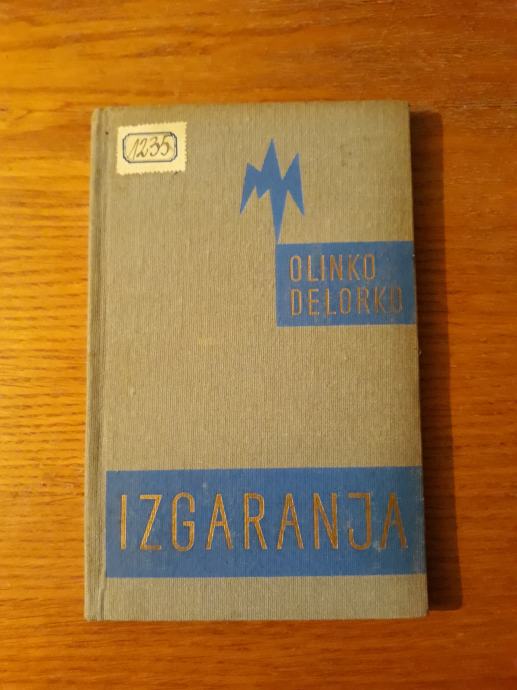 1235
OLINKO
DELORKO
IZGARANJA